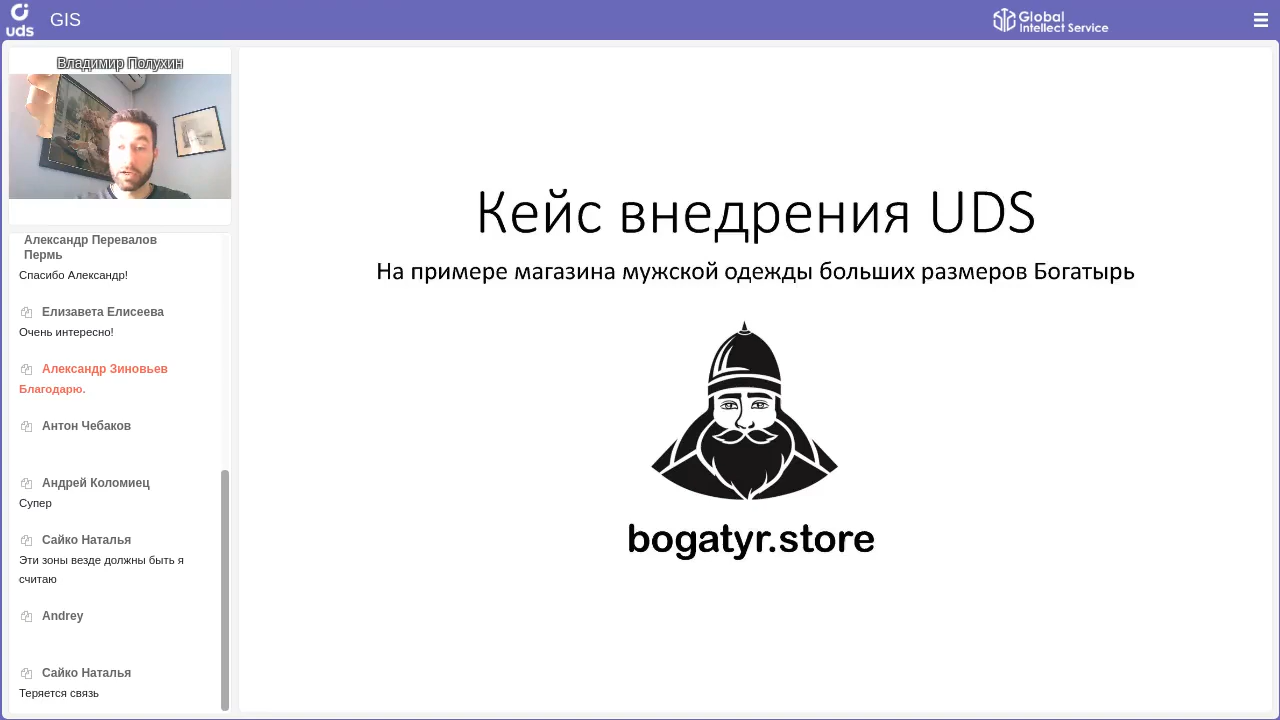 uds
GIS
Global
Intellect Service
Владимир Полухин
Александр Перевалов
Пермь
Спасибо Александр!
Елизавета Елисеева
Очень интересно!
Александр Зиновьев
Благодарю.
Антон Чебаков
Андрей Коломиец
Супер
Сайко Наталья
Эти зоны везде должны быть я
считаю
Andrey
Сайко Наталья
Теряется связь
Кейс внедрения UDS
На примере магазина мужской одежды больших размеров Богатырь
bogatyr.store